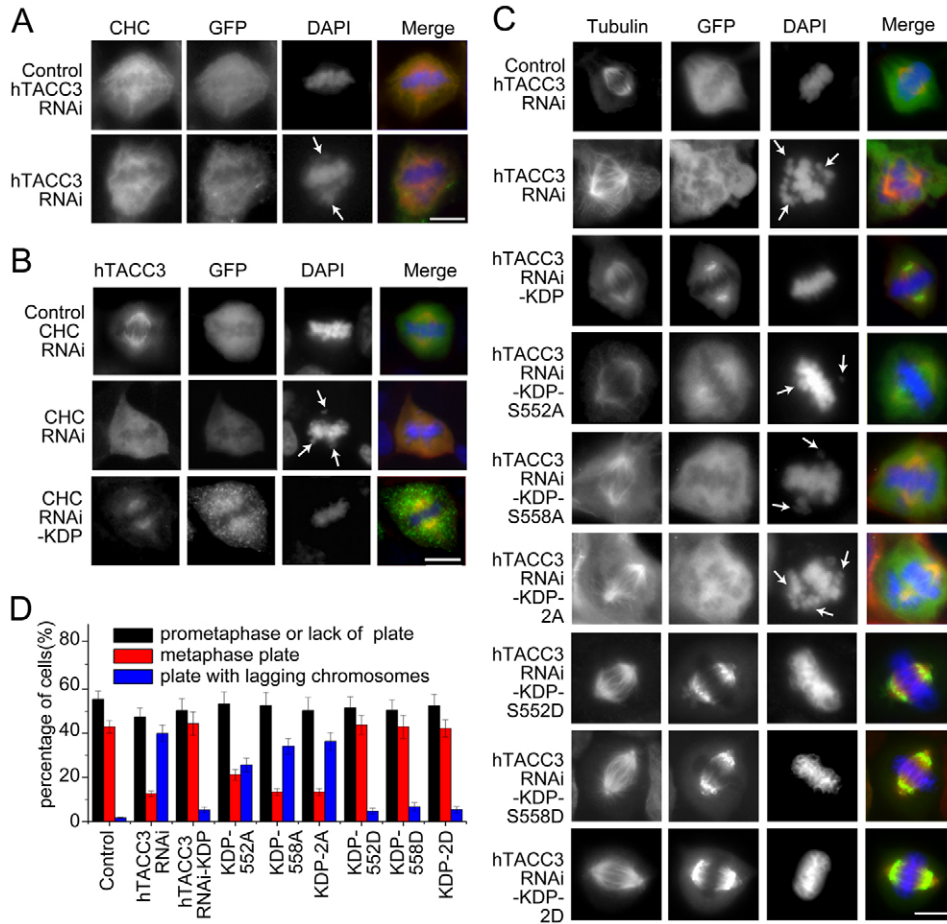 A
CHC GFP DAPI Merge
Control
hTACC3
RNAi
hTACC3
RNAi
B
hTACC3 GFP DAPI Merge
Control
CHC
RNAi
CHC
RNAi
CHC
RNAi
-KDP
C
Tubulin GFP DAPI Merge
Control
hTACC3
RNAi
hTACC3
RNAi
hTACC3
RNAi
-KDP
hTACC3
RNAi
-KDP-
S552A
hTACC3
RNAi
-KDP-
S558A
hTACC3
RNAi
-KDP-
2A
hTACC3
RNAi
-KDP-
S552D
hTACC3
RNAi
-KDP-
S558D
hTACC3
RNAi
-KDP-
2D
D
percentage of cells(%)
80
60
40
20
0
prometaphase or lack of plate
metaphase plate
plate with lagging chromosomes
Control
hTACC3
RNAi
hTACC3
RNAi-KDP
KDP-
552A
KDP-
558A
KDP-2A
KDP-
552D
KDP-
558D
KDP-2D